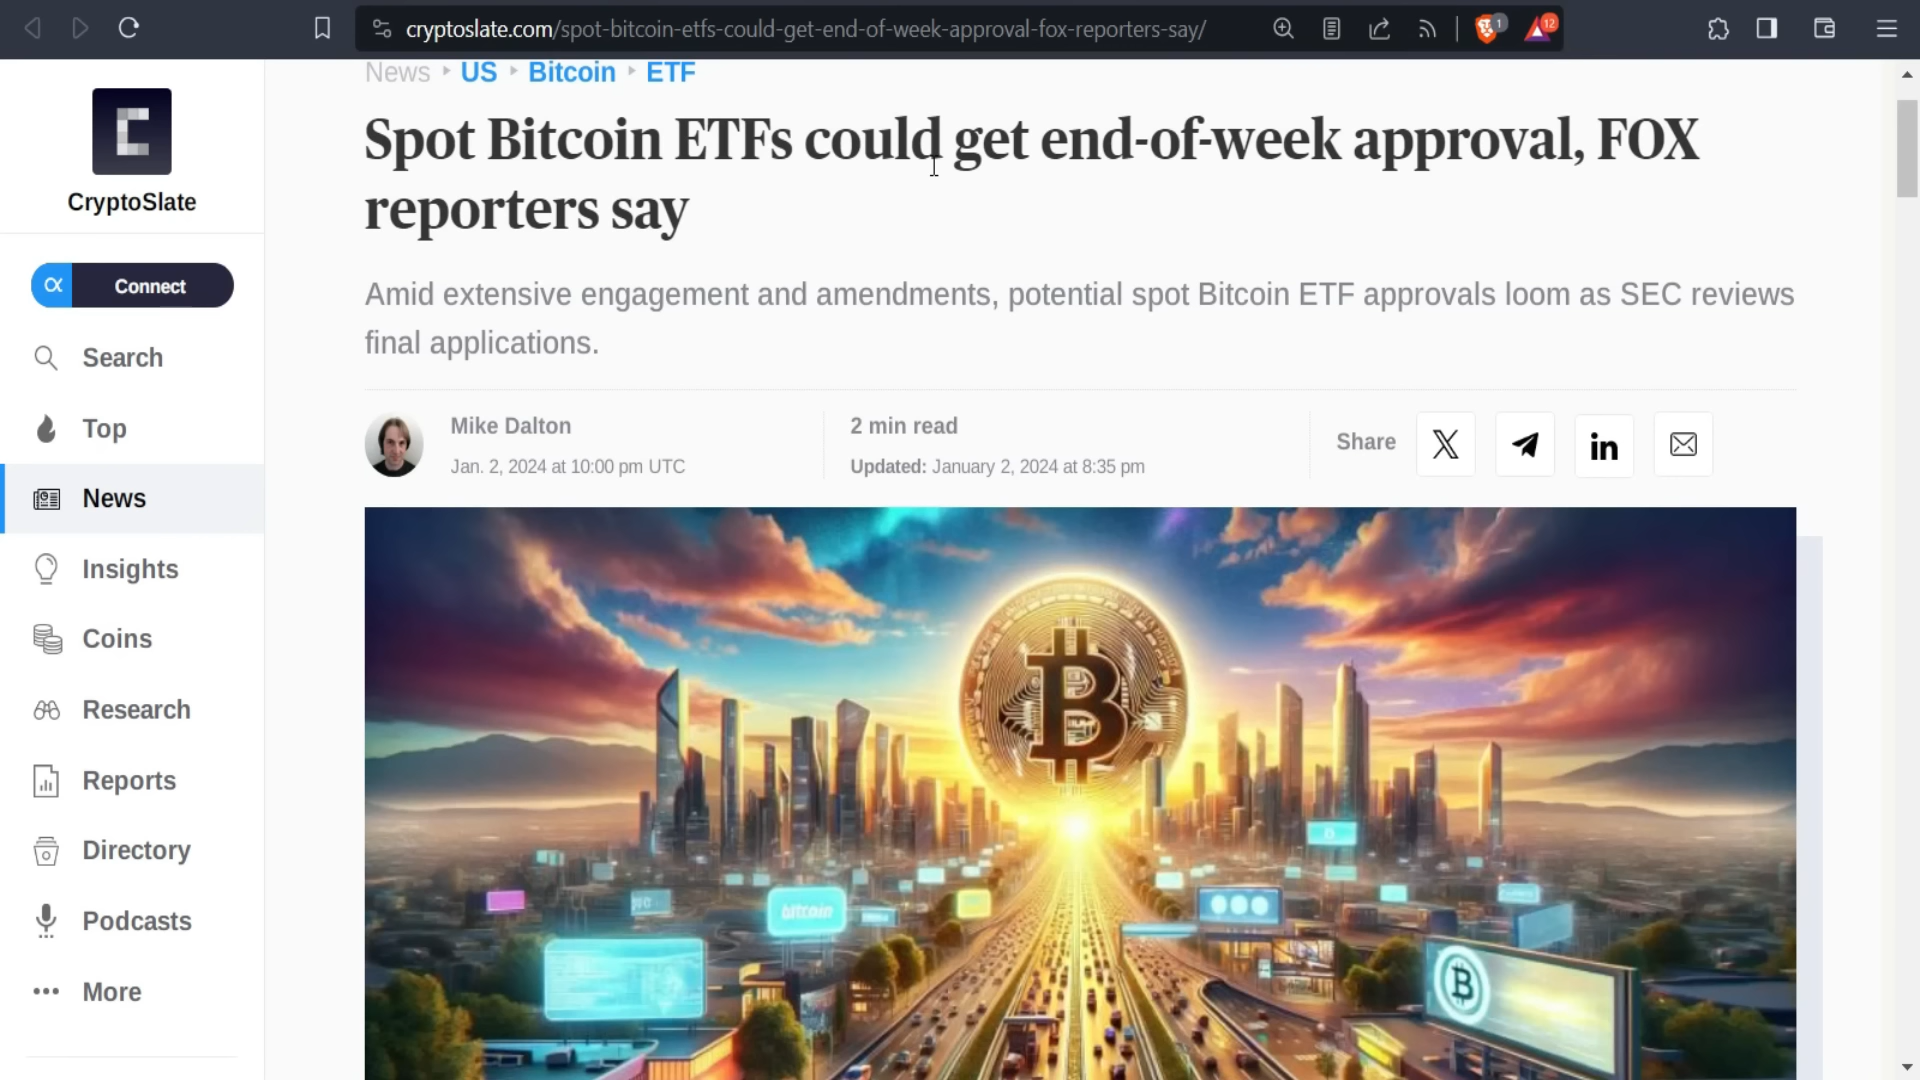 cryptoslate.com/spot-bitcoin-etfs-could-get-end-of-week-approval-fox-reporters-say/
1
12
News ▸ US ▸ Bitcoin ▸ ETF
Spot Bitcoin ETFs could get end-of-week approval, FOX
reporters say
Amid extensive engagement and amendments, potential spot Bitcoin ETF approvals loom as SEC reviews
final applications.
Mike Dalton
Jan. 2, 2024 at 10:00 pm UTC
2 min read
Updated: January 2, 2024 at 8:35 pm
Share
CryptoSlate
α Connect
Search
Top
News
Insights
Coins
Research
Reports
Directory
Podcasts
More
bitcoin